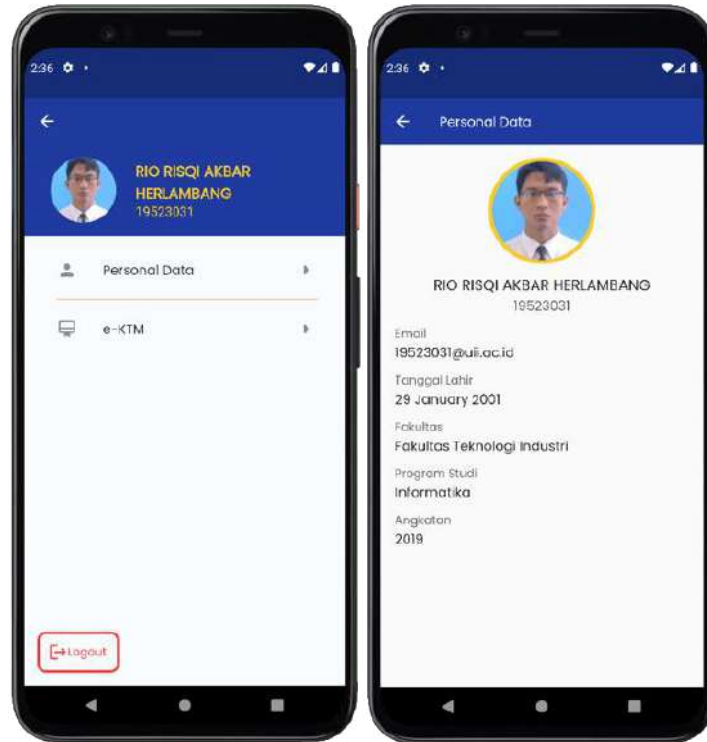 2:36
RIO RISQI AKBAR
HERLAMBANG
19523031
Personal Data
e-KTM
Logout
2:36
Personal Data
RIO RISQI AKBAR HERLAMBANG
19523031
Email
19523031@uii.ac.id
Tanggal Lahir
29 January 2001
Fakultas
Fakultas Teknologi Industri
Program Studi
Informatika
Angkatan
2019